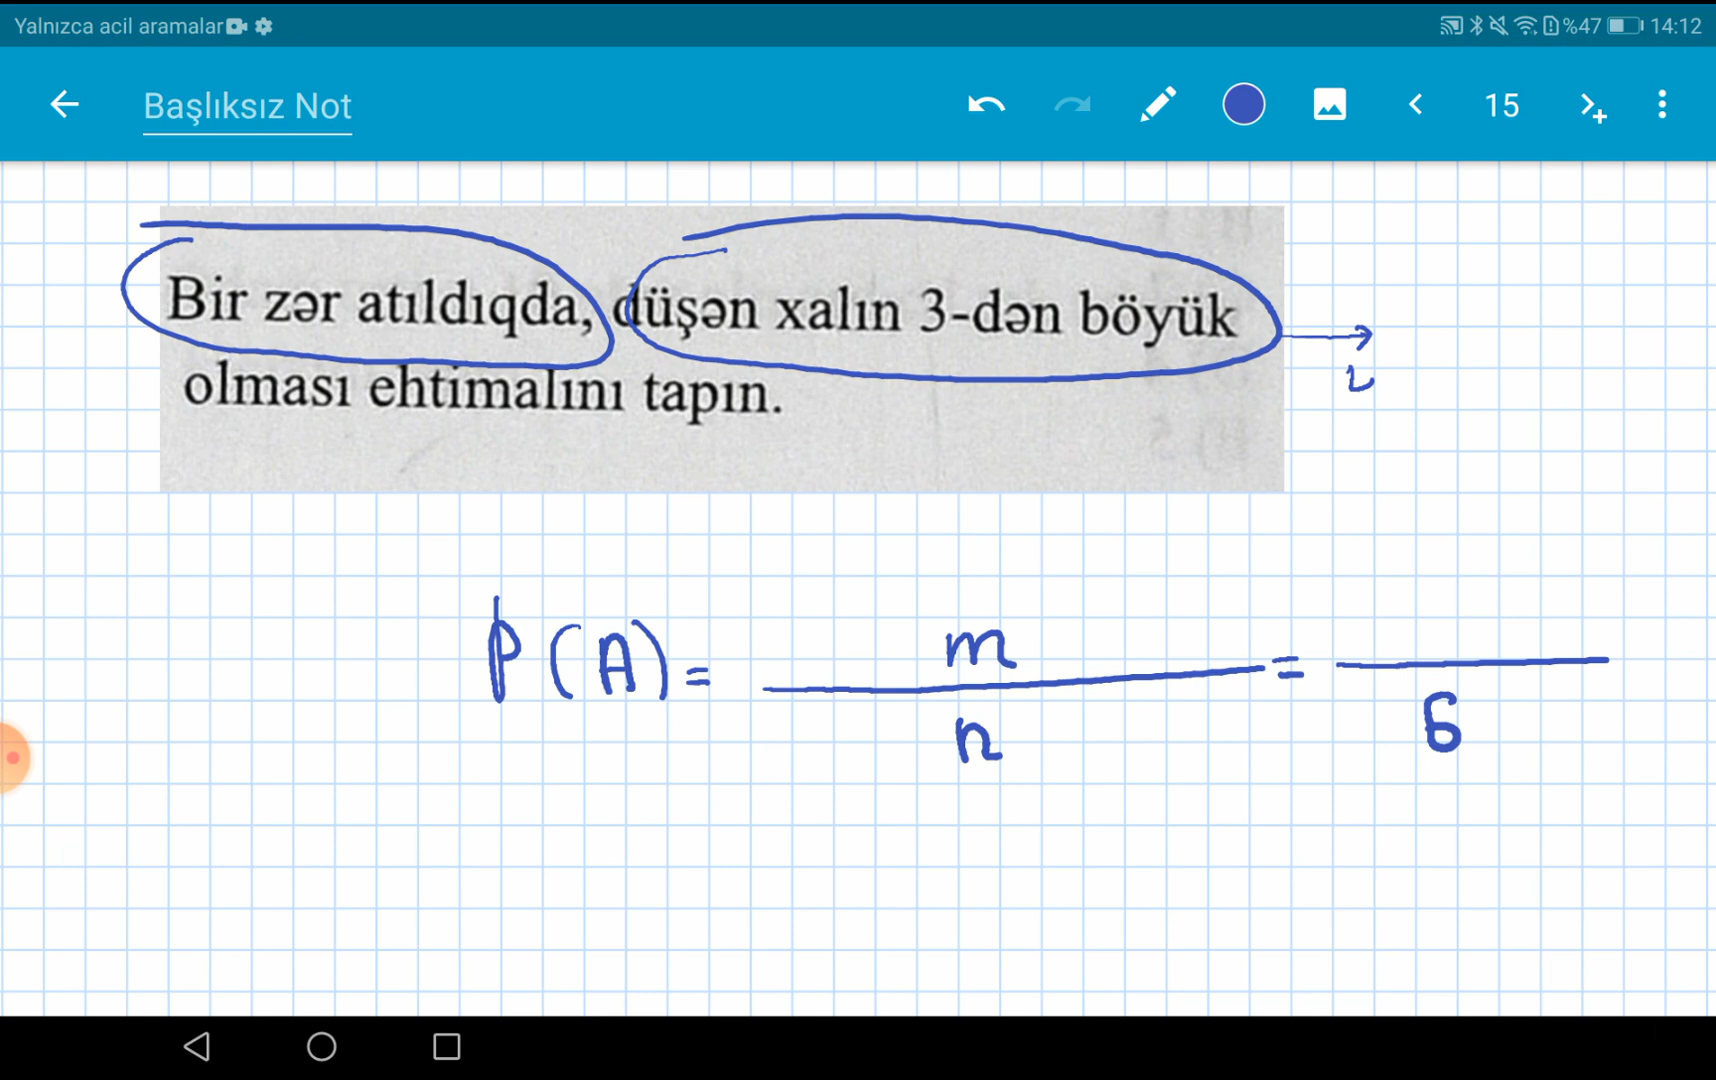 Yalnızca acil aramalar
%47 14:12
Başlıksız Not
15
Bir zər atıldıqda, düşən xalın 3-dən böyük
olması ehtimalını tapın.
P(A) = m/n = /6